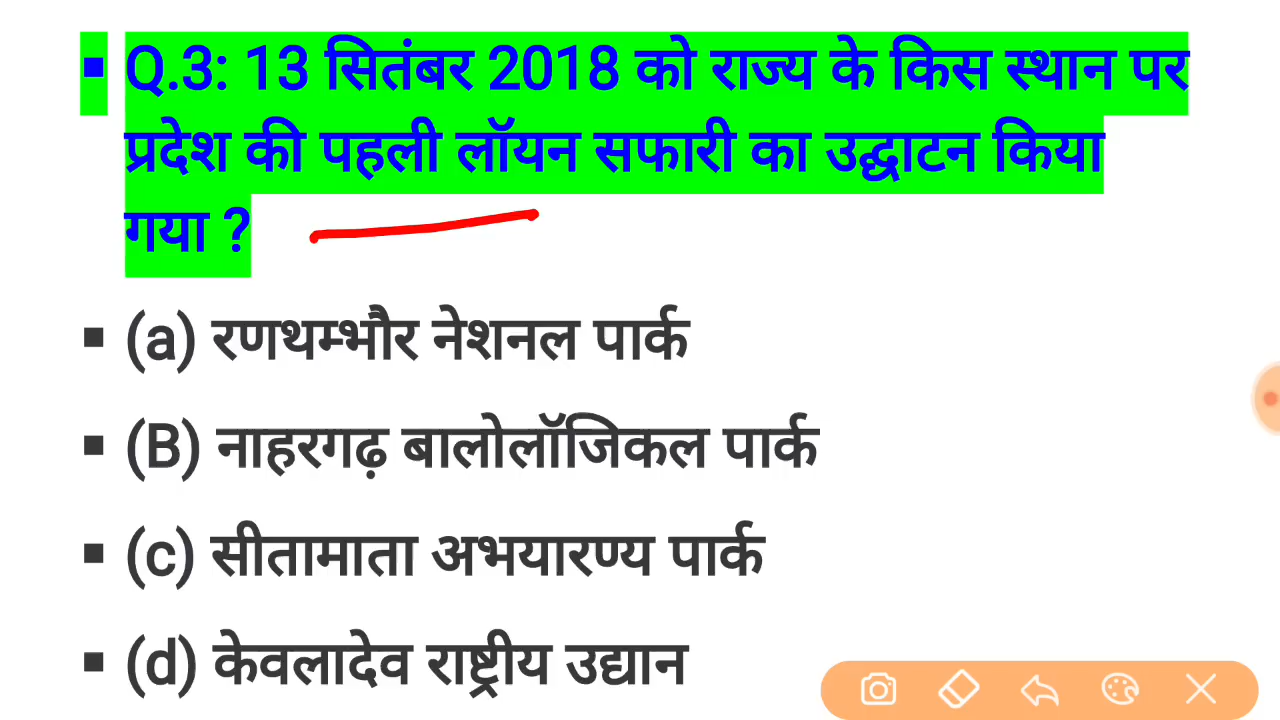 ▪ Q.3: 13 सितंबर 2018 को राज्य के किस स्थान पर
प्रदेश की पहली लॉयन सफारी का उद्घाटन किया
गया ?
▪ (a) रणथम्भौर नेशनल पार्क
▪ (B) नाहरगढ़ बालोलॉजिकल पार्क
▪ (c) सीतामाता अभयारण्य पार्क
▪ (d) केवलादेव राष्ट्रीय उद्यान